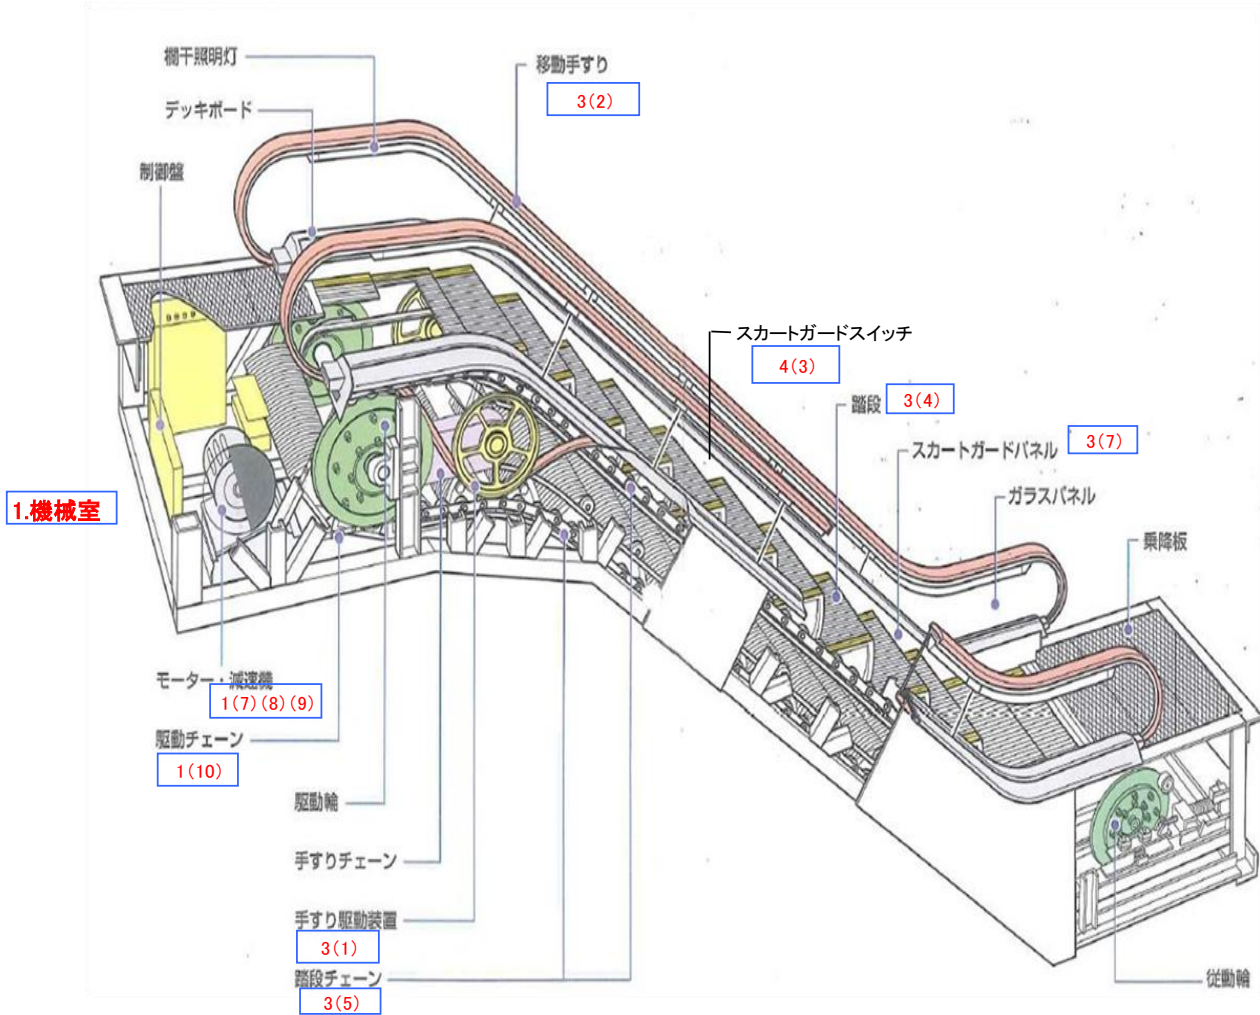 欄干照明灯
移動手すり
3(2)
デッキボード
制御盤
スカートガードスイッチ
4(3)
踏段
3(4)
スカートガードパネル
3(7)
ガラスパネル
1.機械室
乗降板
モーター・減速機
1(7)(8)(9)
駆動チェーン
1(10)
駆動輪
手すりチェーン
手すり駆動装置
3(1)
踏段チェーン
3(5)
従動輪